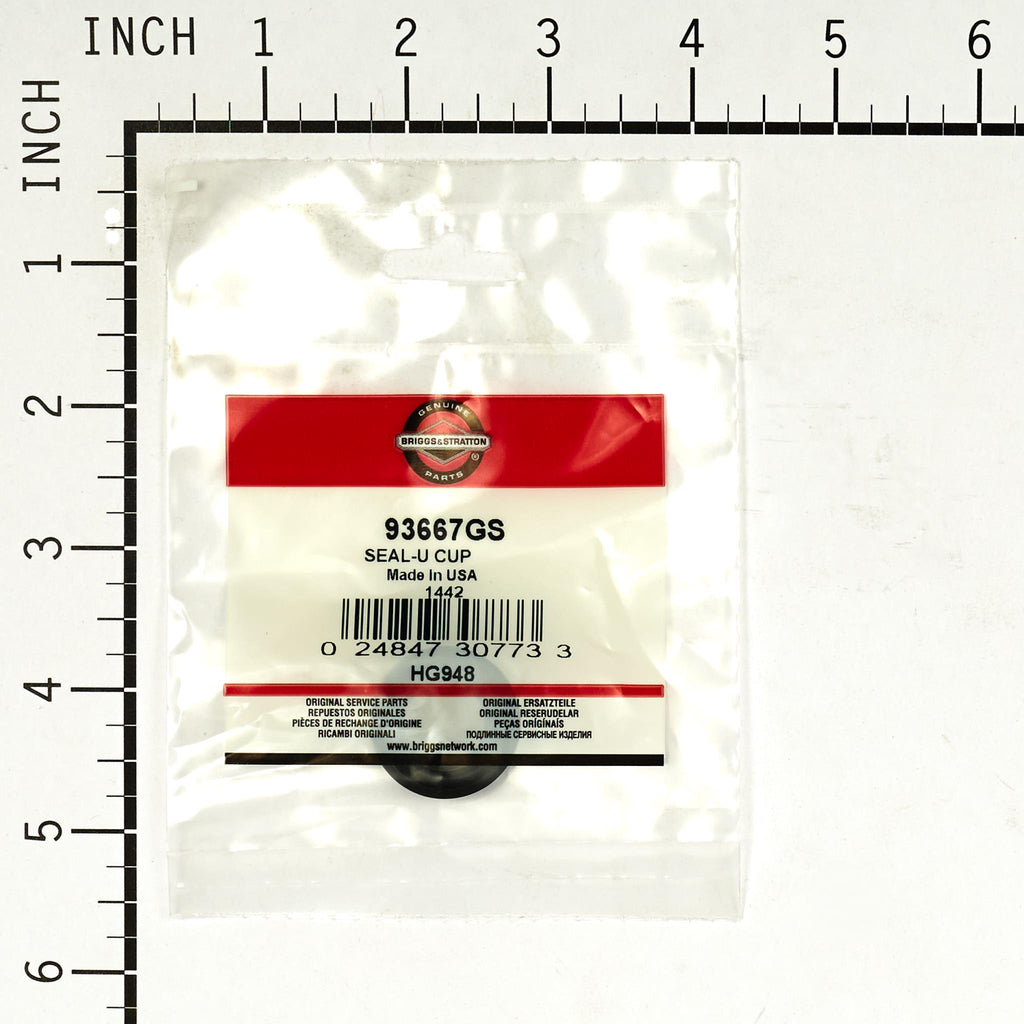 INCH 1 2 3 4 5 6
INCH
1
2
3
4
5
6
GENUINE
BRIGGS&STRATTON
®
PARTS
93667GS
SEAL-U CUP
Made In USA
1442
0 24847 30773 3
HG948
ORIGINAL SERVICE PARTS
REPUESTOS ORIGINALES
PIÈCES DE RECHANGE D'ORIGINE
RICAMBI ORIGINALI
ORIGINAL ERSATZTEILE
ORIGINAL RESERUDELAR
PEÇAS ORÍGÍNAIS
ПОДЛИННЫЕ СЕРВИСНЫЕ ИЗДЕЛИЯ
www.briggsnetwork.com